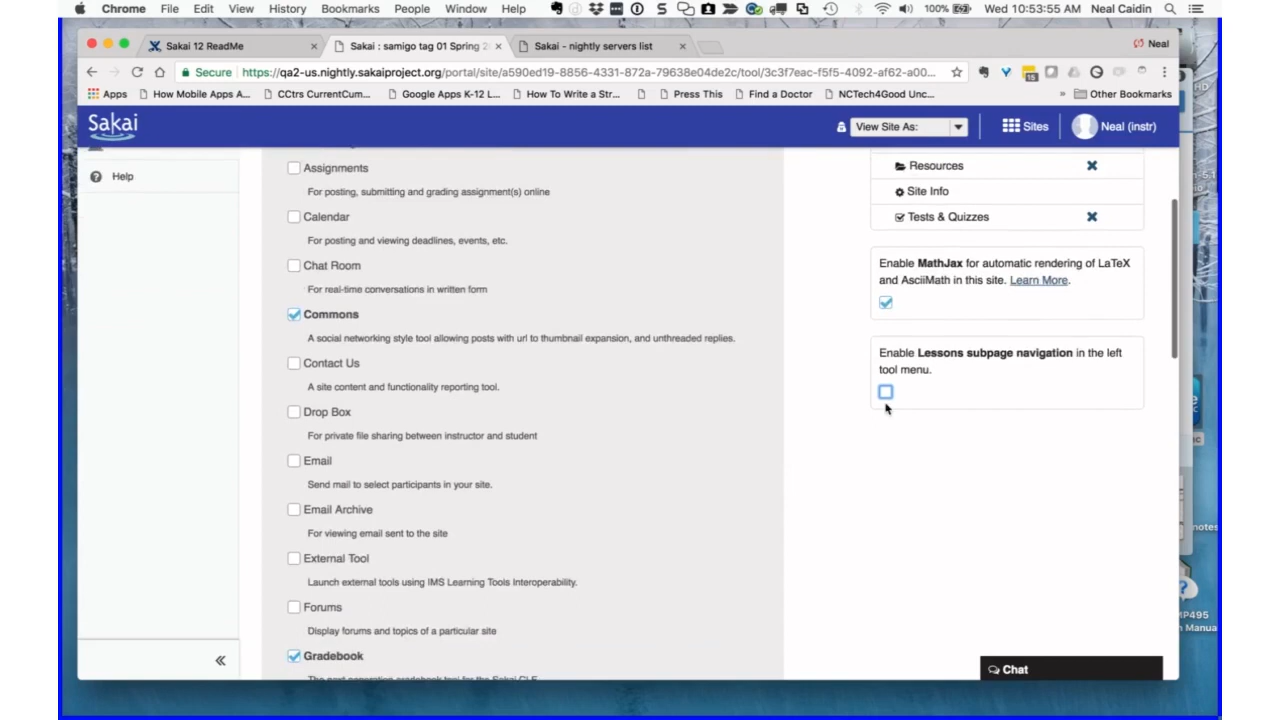 Chrome File Edit View History Bookmarks People Window Help 100% Wed 10:53:55 AM Neal Caidin
Sakai 12 ReadMe × Sakai : samigo tag 01 Spring 2 × Sakai - nightly servers list × Neal
Secure https://qa2-us.nightly.sakaiproject.org/portal/site/a590ed19-8856-4331-872a-79638e04de2c/tool/3c3f7eac-f5f5-4092-af62-a00...
Apps How Mobile Apps A... CCtrs CurrentCum... Google Apps K-12 L... How To Write a Str... Press This Find a Doctor NCTech4Good Unc... » Other Bookmarks
Sakai View Site As: Sites Neal (instr)
Help
Assignments
For posting, submitting and grading assignment(s) online
Calendar
For posting and viewing deadlines, events, etc.
Chat Room
For real-time conversations in written form
Commons
A social networking style tool allowing posts with url to thumbnail expansion, and unthreaded replies.
Contact Us
A site content and functionality reporting tool.
Drop Box
For private file sharing between instructor and student
Email
Send mail to select participants in your site.
Email Archive
For viewing email sent to the site
External Tool
Launch external tools using IMS Learning Tools Interoperability.
Forums
Display forums and topics of a particular site
Gradebook
Resources
Site Info
Tests & Quizzes
Enable MathJax for automatic rendering of LaTeX
and AsciiMath in this site. Learn More.
Enable Lessons subpage navigation in the left
tool menu.
Chat
notes
MP495
Manua